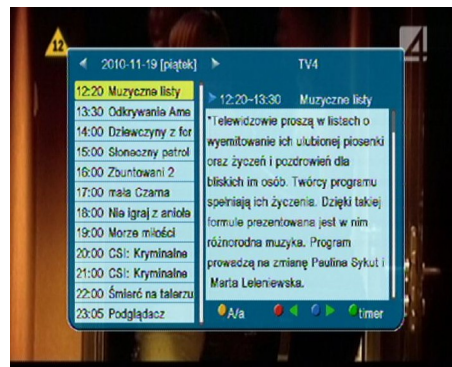 12
2010-11-19 [piątek]
TV4
4
12:20 Muzyczne listy
13:30 Odkrywanie Ame
14:00 Dziewczyny z for
15:00 Słoneczny patrol
16:00 Zbuntowani 2
17:00 mała Czarna
18:00 Nie igraj z aniołe
19:00 Morze miłości
20:00 CSI: Kryminalne
21:00 CSI: Kryminalne
22:00 Śmierć na talerzu
23:05 Podglądacz
12:20~13:30 Muzyczne listy
"Telewidzowie proszą w listach o
wyemitowanie ich ulubionej piosenki
oraz życzeń i pozdrowień dla
bliskich im osób. Twórcy programu
spełniają ich życzenia. Dzięki takiej
formule prezentowana jest w nim
różnorodna muzyka. Program
prowadzą na zmianę Paulina Sykut i
Marta Leleniewska.
A/a
timer